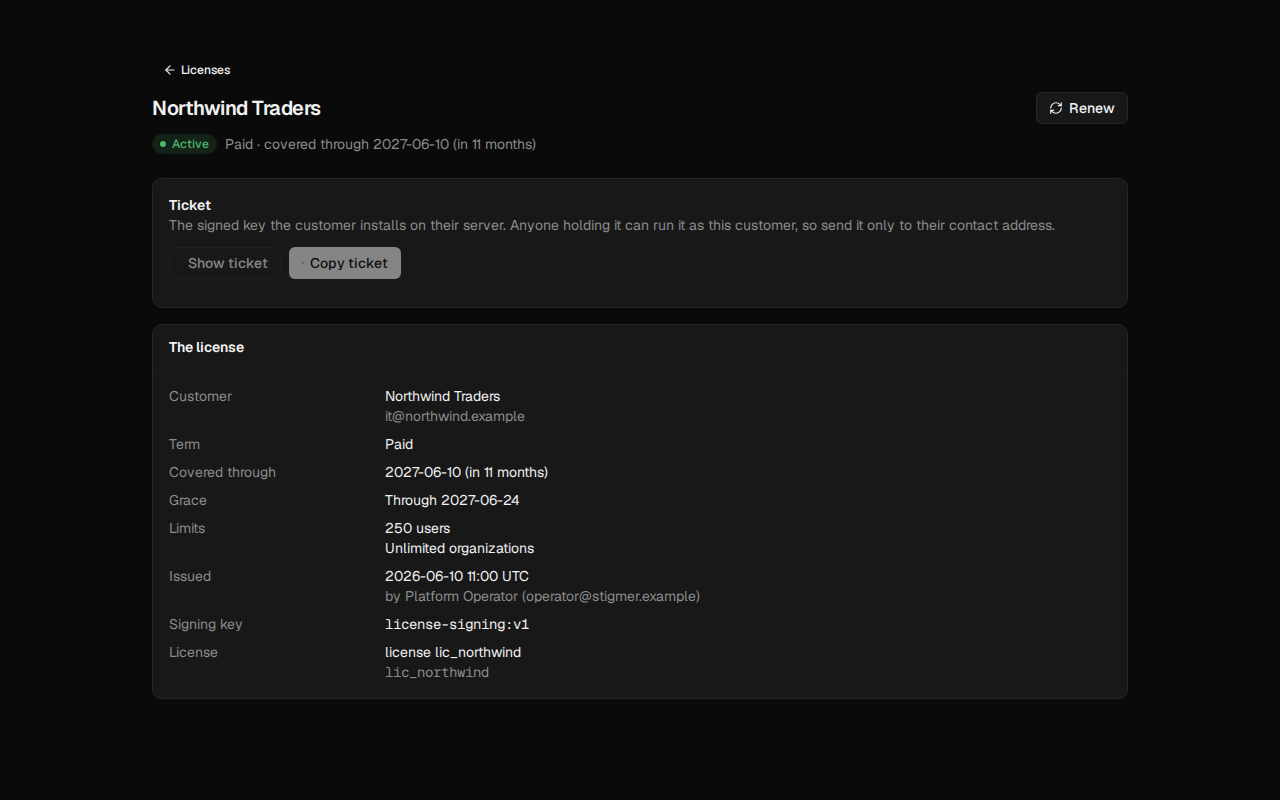 Licenses
Northwind Traders
Renew
Active
Paid · covered through 2027-06-10 (in 11 months)
Ticket
The signed key the customer installs on their server. Anyone holding it can run it as this customer, so send it only to their contact address.
Show ticket
Copy ticket
The license
Customer
Northwind Traders
it@northwind.example
Term
Paid
Covered through
2027-06-10 (in 11 months)
Grace
Through 2027-06-24
Limits
250 users
Unlimited organizations
Issued
2026-06-10 11:00 UTC
by Platform Operator (operator@stigmer.example)
Signing key
license-signing:v1
License
license lic_northwind
lic_northwind